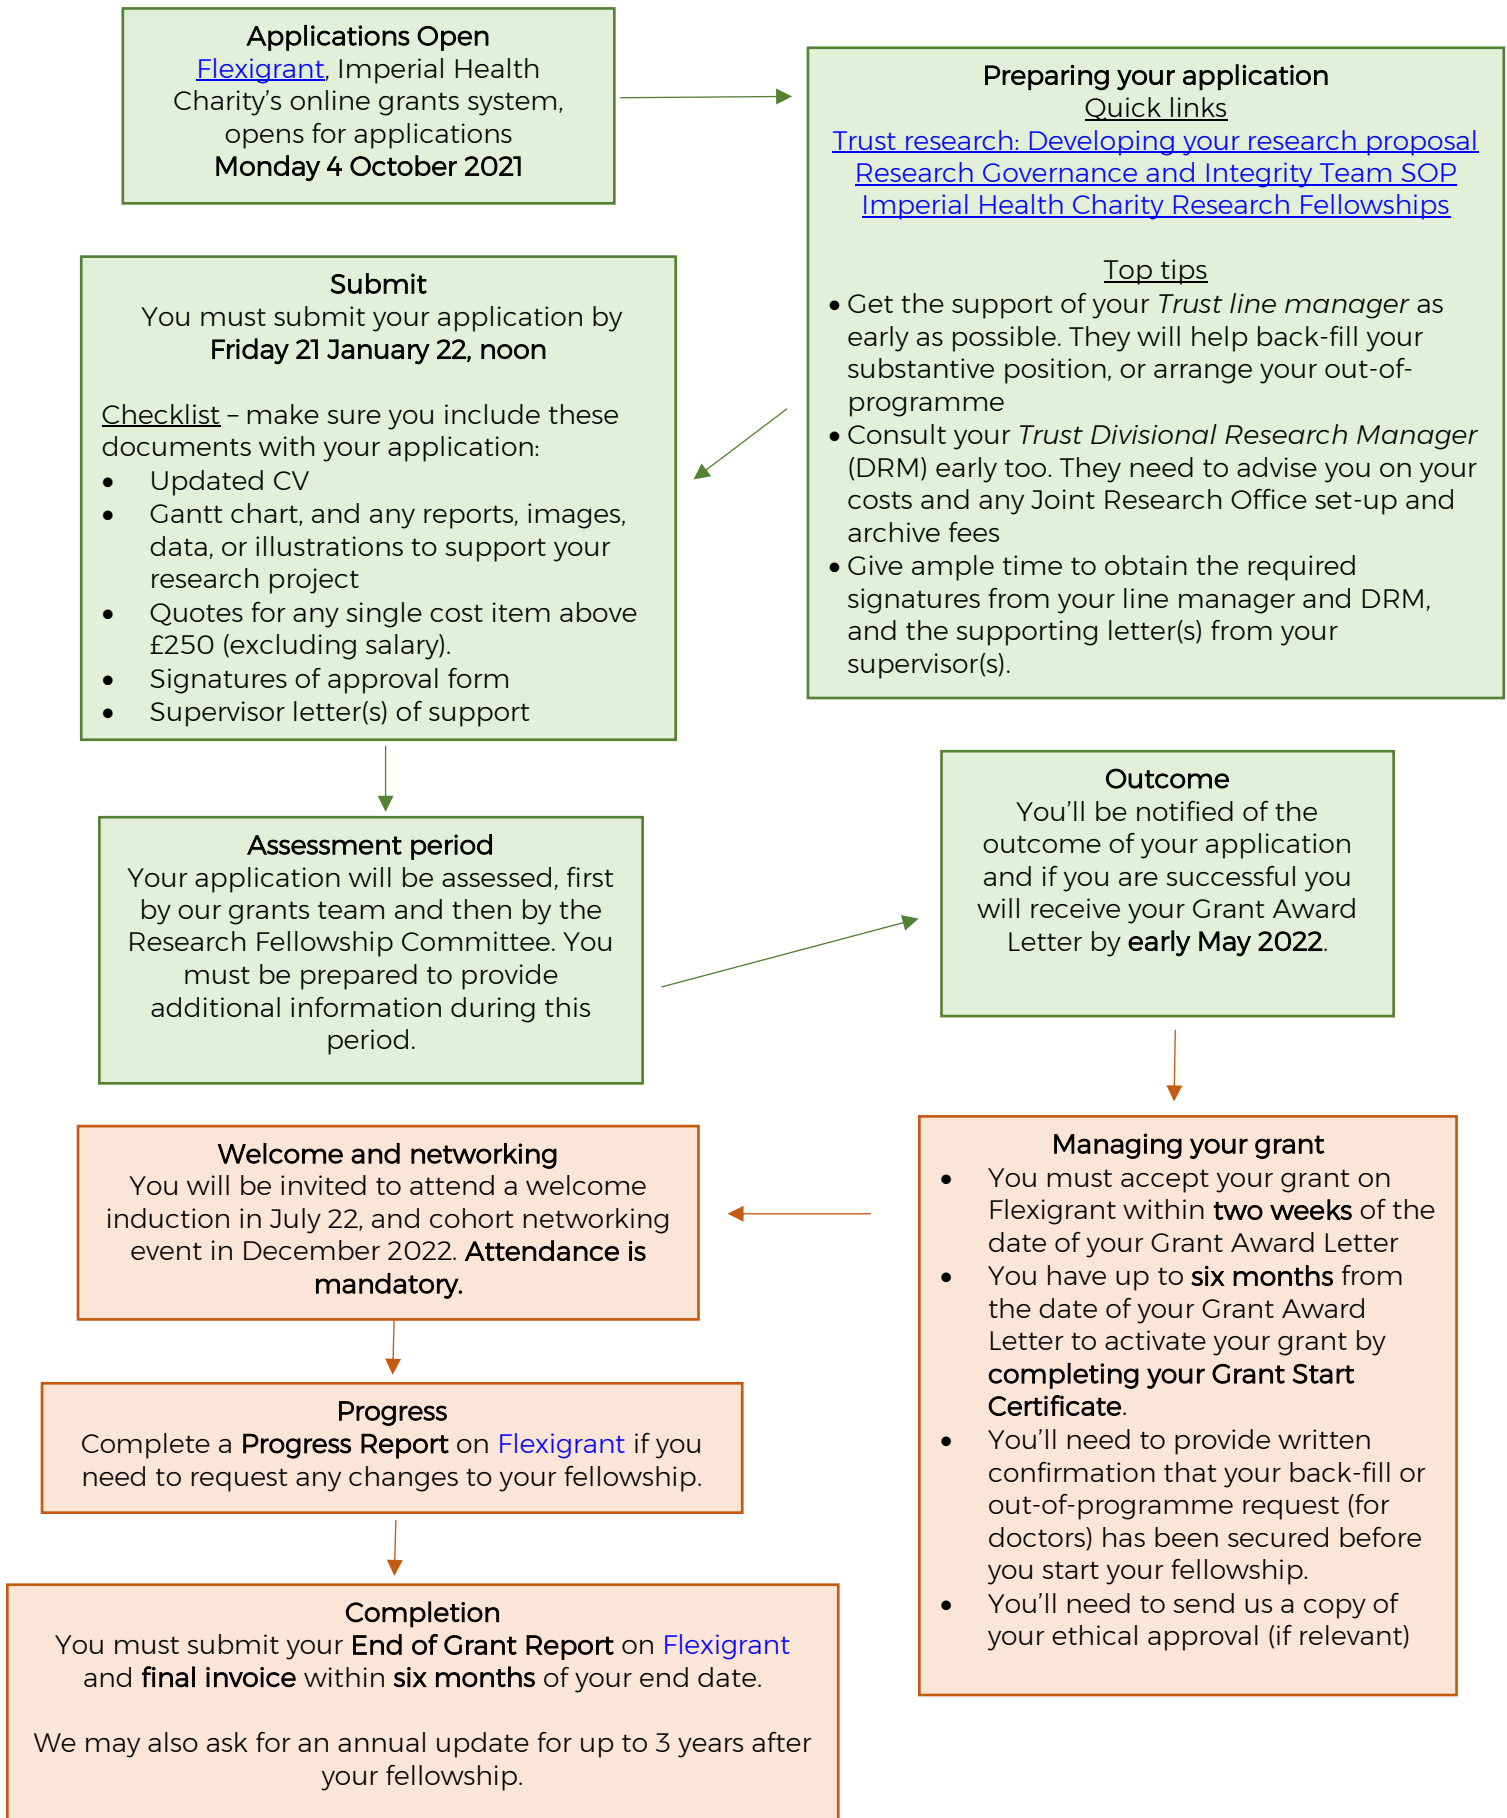 Applications Open
Flexigrant, Imperial Health
Charity’s online grants system,
opens for applications
Monday 4 October 2021
Preparing your application
Quick links
Trust research: Developing your research proposal
Research Governance and Integrity Team SOP
Imperial Health Charity Research Fellowships
Top tips
• Get the support of your Trust line manager as
early as possible. They will help back-fill your
substantive position, or arrange your out-of-
programme
• Consult your Trust Divisional Research Manager
(DRM) early too. They need to advise you on your
costs and any Joint Research Office set-up and
archive fees
• Give ample time to obtain the required
signatures from your line manager and DRM,
and the supporting letter(s) from your
supervisor(s).
Submit
You must submit your application by
Friday 21 January 22, noon
Checklist – make sure you include these
documents with your application:
• Updated CV
• Gantt chart, and any reports, images,
data, or illustrations to support your
research project
• Quotes for any single cost item above
£250 (excluding salary).
• Signatures of approval form
• Supervisor letter(s) of support
Assessment period
Your application will be assessed, first
by our grants team and then by the
Research Fellowship Committee. You
must be prepared to provide
additional information during this
period.
Outcome
You’ll be notified of the
outcome of your application
and if you are successful you
will receive your Grant Award
Letter by early May 2022.
Managing your grant
• You must accept your grant on
Flexigrant within two weeks of the
date of your Grant Award Letter
• You have up to six months from
the date of your Grant Award
Letter to activate your grant by
completing your Grant Start
Certificate.
• You’ll need to provide written
confirmation that your back-fill or
out-of-programme request (for
doctors) has been secured before
you start your fellowship.
• You’ll need to send us a copy of
your ethical approval (if relevant)
Welcome and networking
You will be invited to attend a welcome
induction in July 22, and cohort networking
event in December 2022. Attendance is
mandatory.
Progress
Complete a Progress Report on Flexigrant if you
need to request any changes to your fellowship.
Completion
You must submit your End of Grant Report on Flexigrant
and final invoice within six months of your end date.
We may also ask for an annual update for up to 3 years after
your fellowship.